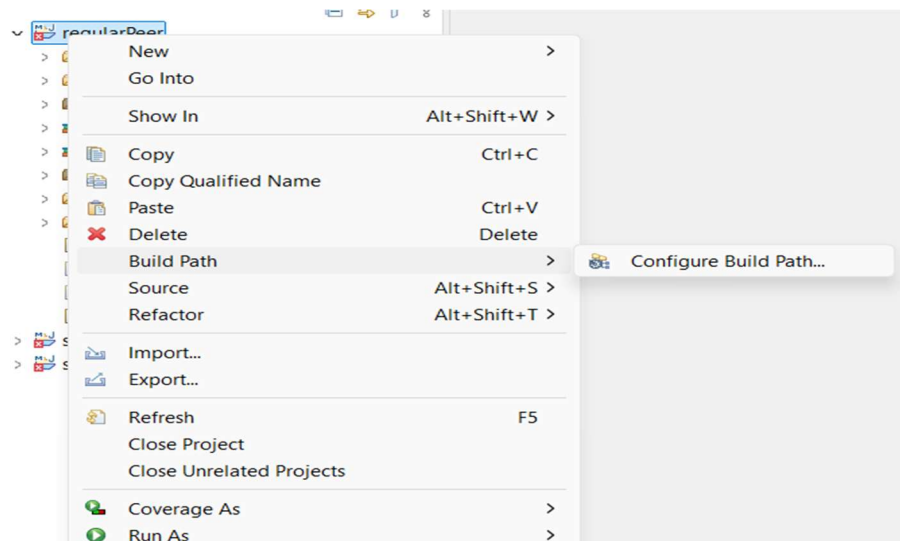 regularPeer
New
Go Into
Show In Alt+Shift+W
Copy Ctrl+C
Copy Qualified Name
Paste Ctrl+V
Delete Delete
Build Path
Configure Build Path...
Source Alt+Shift+S
Refactor Alt+Shift+T
Import...
Export...
Refresh F5
Close Project
Close Unrelated Projects
Coverage As
Run As